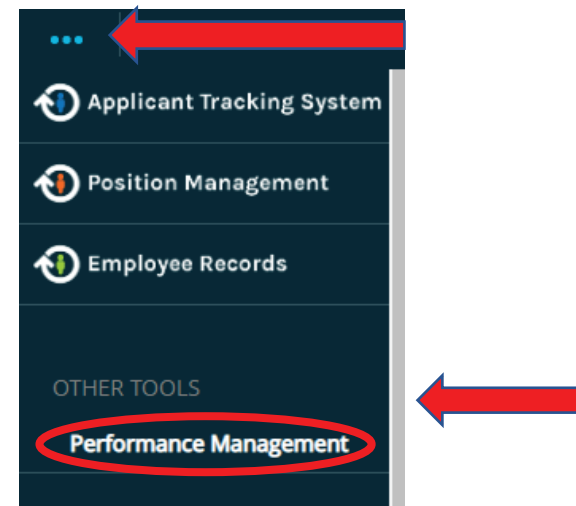 Applicant Tracking System
Position Management
Employee Records
OTHER TOOLS
Performance Management